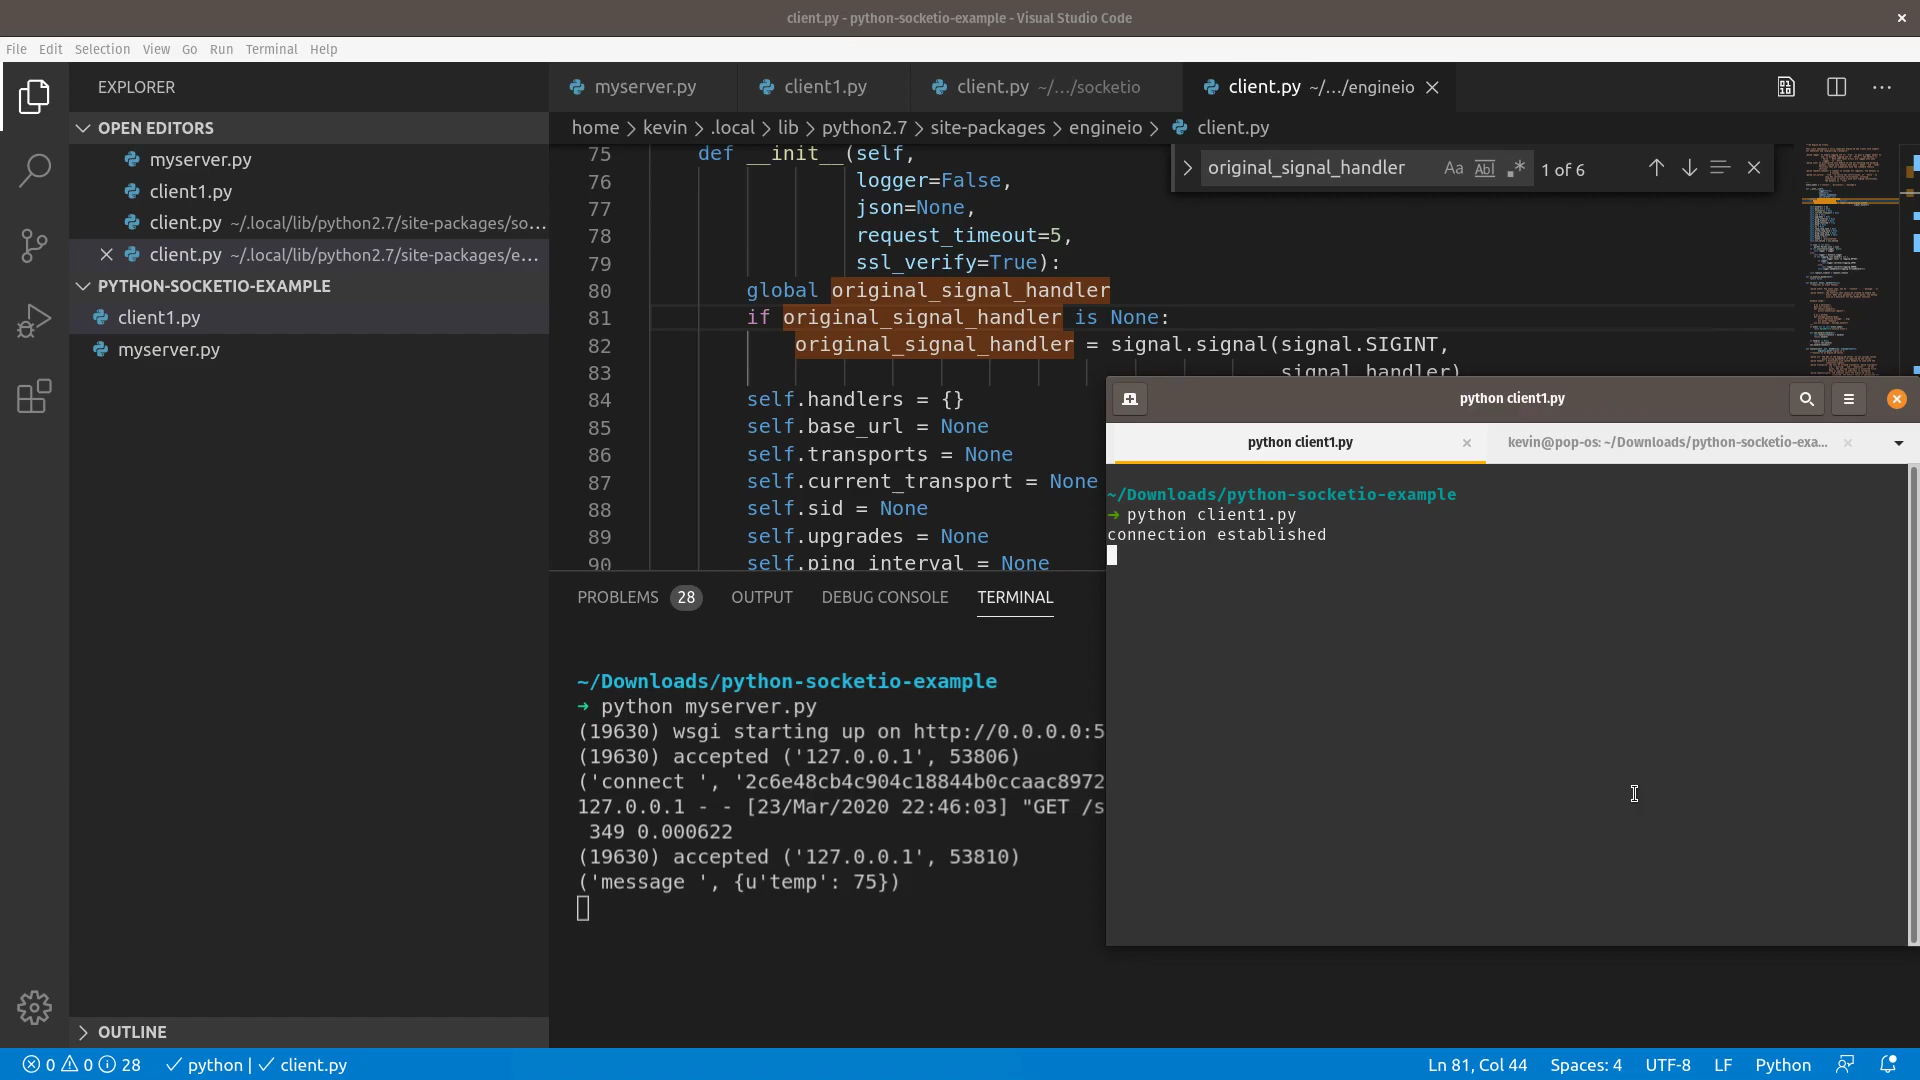 client.py - python-socketio-example - Visual Studio Code
File Edit Selection View Go Run Terminal Help
EXPLORER
OPEN EDITORS
myserver.py
client1.py
client.py ~/.local/lib/python2.7/site-packages/so...
client.py ~/.local/lib/python2.7/site-packages/e...
PYTHON-SOCKETIO-EXAMPLE
client1.py
myserver.py
OUTLINE
myserver.py client1.py client.py ~/.../socketio client.py ~/.../engineio
home > kevin > .local > lib > python2.7 > site-packages > engineio > client.py
original_signal_handler Aa Abl .* 1 of 6
75 def __init__(self,
76 logger=False,
77 json=None,
78 request_timeout=5,
79 ssl_verify=True):
80 global original_signal_handler
81 if original_signal_handler is None:
82 original_signal_handler = signal.signal(signal.SIGINT,
83 signal_handler)
84 self.handlers = {}
85 self.base_url = None
86 self.transports = None
87 self.current_transport = None
88 self.sid = None
89 self.upgrades = None
90 self.ping_interval = None
PROBLEMS 28 OUTPUT DEBUG CONSOLE TERMINAL
~/Downloads/python-socketio-example
➜ python myserver.py
(19630) wsgi starting up on http://0.0.0.0:5
(19630) accepted ('127.0.0.1', 53806)
('connect ', '2c6e48cb4c904c18844b0ccaac8972
127.0.0.1 - - [23/Mar/2020 22:46:03] "GET /s
349 0.000622
(19630) accepted ('127.0.0.1', 53810)
('message ', {u'temp': 75})
python client1.py
python client1.py kevin@pop-os: ~/Downloads/python-socketio-exa...
~/Downloads/python-socketio-example
➜ python client1.py
connection established
0 0 28 python | client.py Ln 81, Col 44 Spaces: 4 UTF-8 LF Python